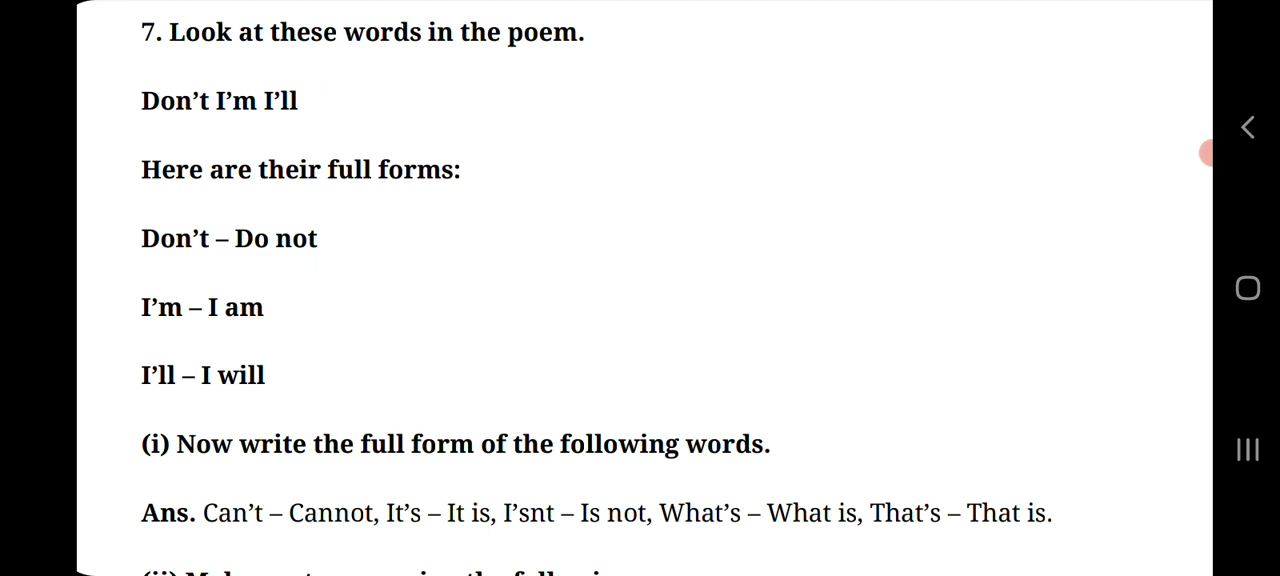 7. Look at these words in the poem.
Don’t I’m I’ll
Here are their full forms:
Don’t – Do not
I’m – I am
I’ll – I will
(i) Now write the full form of the following words.
Ans. Can’t – Cannot, It’s – It is, I’snt – Is not, What’s – What is, That’s – That is.